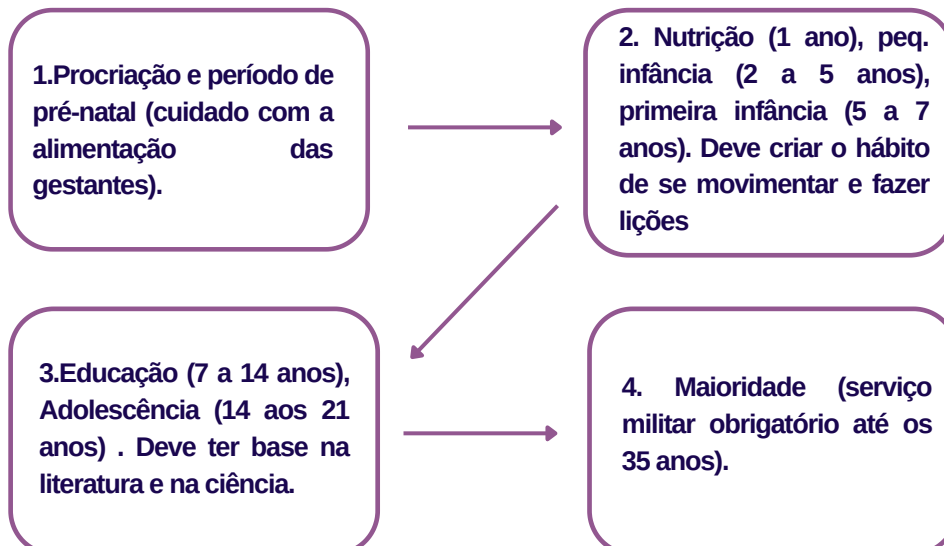 1.Procriação e período de
pré-natal (cuidado com a
alimentação das
gestantes).
2. Nutrição (1 ano), peq.
infância (2 a 5 anos),
primeira infância (5 a 7
anos). Deve criar o hábito
de se movimentar e fazer
lições
3.Educação (7 a 14 anos),
Adolescência (14 aos 21
anos) . Deve ter base na
literatura e na ciência.
4. Maioridade (serviço
militar obrigatório até os
35 anos).